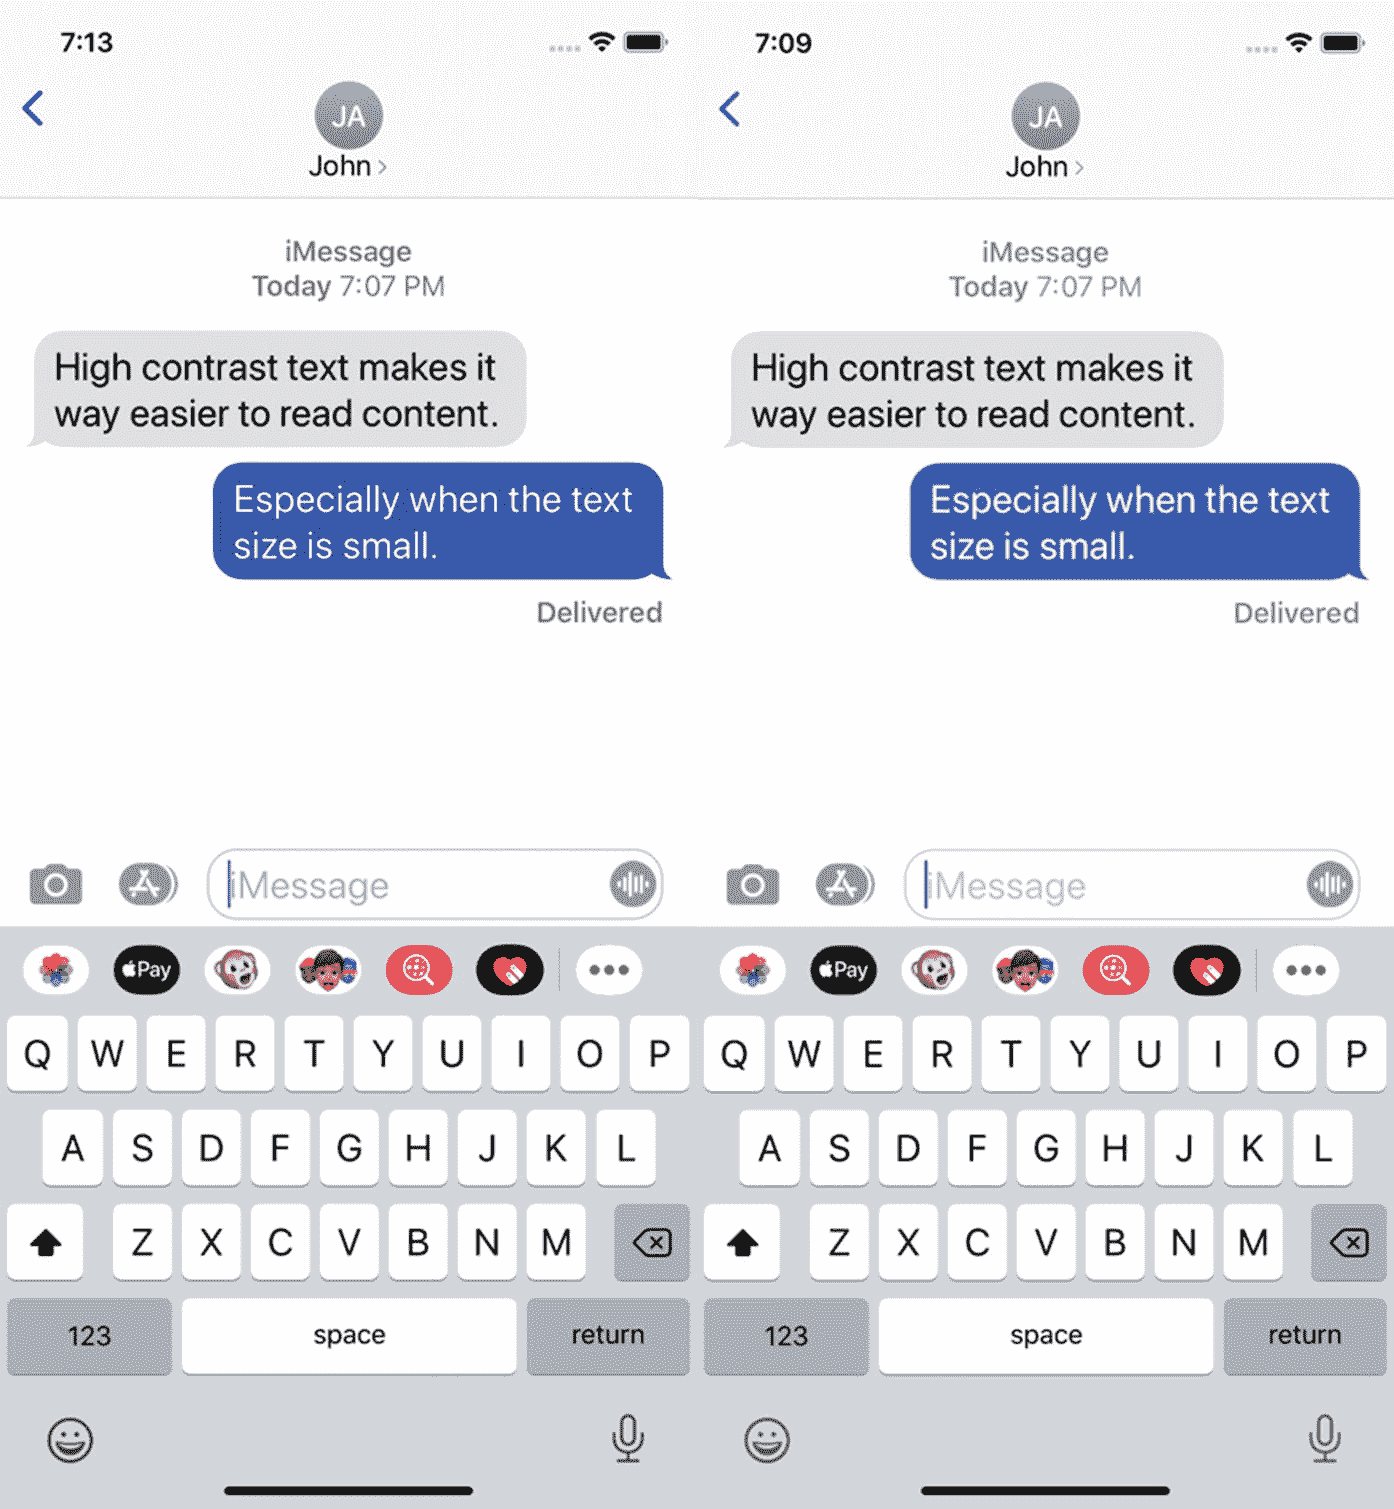 7:13
JA
John >
iMessage
Today 7:07 PM
High contrast text makes it
way easier to read content.
Especially when the text
size is small.
Delivered
iMessage
Pay
Q W E R T Y U I O P
A S D F G H J K L
Z X C V B N M
123 space return
7:09
JA
John >
iMessage
Today 7:07 PM
High contrast text makes it
way easier to read content.
Especially when the text
size is small.
Delivered
iMessage
Pay
Q W E R T Y U I O P
A S D F G H J K L
Z X C V B N M
123 space return